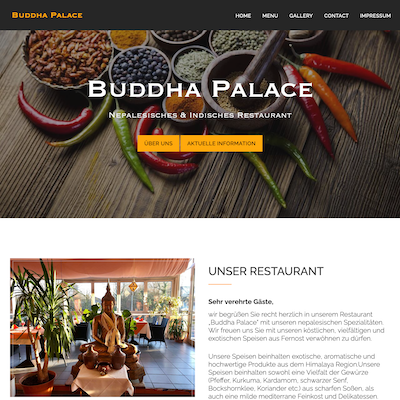 BUDDHA PALACE
HOME MENU GALLERY CONTACT IMPRESSUM
BUDDHA PALACE
NEPALESISCHES & INDISCHES RESTAURANT
ÜBER UNS AKTUELLE INFORMATION
UNSER RESTAURANT
Sehr verehrte Gäste,
wir begrüßen Sie recht herzlich in unserem Restaurant
„Buddha Palace" mit unseren nepalesischen Spezialitäten.
Wir freuen uns Sie mit unseren köstlichen, vielfältigen und
exotischen Speisen aus Fernost verwöhnen zu dürfen.
Unsere Speisen beinhalten exotische, aromatische und
hochwertige Produkte aus dem Himalaya Region.Unsere
Speisen beinhalten sowohl eine Vielfalt der Gewürze
(Pfeffer, Kurkuma, Kardamom, schwarzer Senf,
Bockshornklee, Koriander etc.) aus scharfen Soßen, als
auch eine milde mediterrane Feinkost und Delikatessen